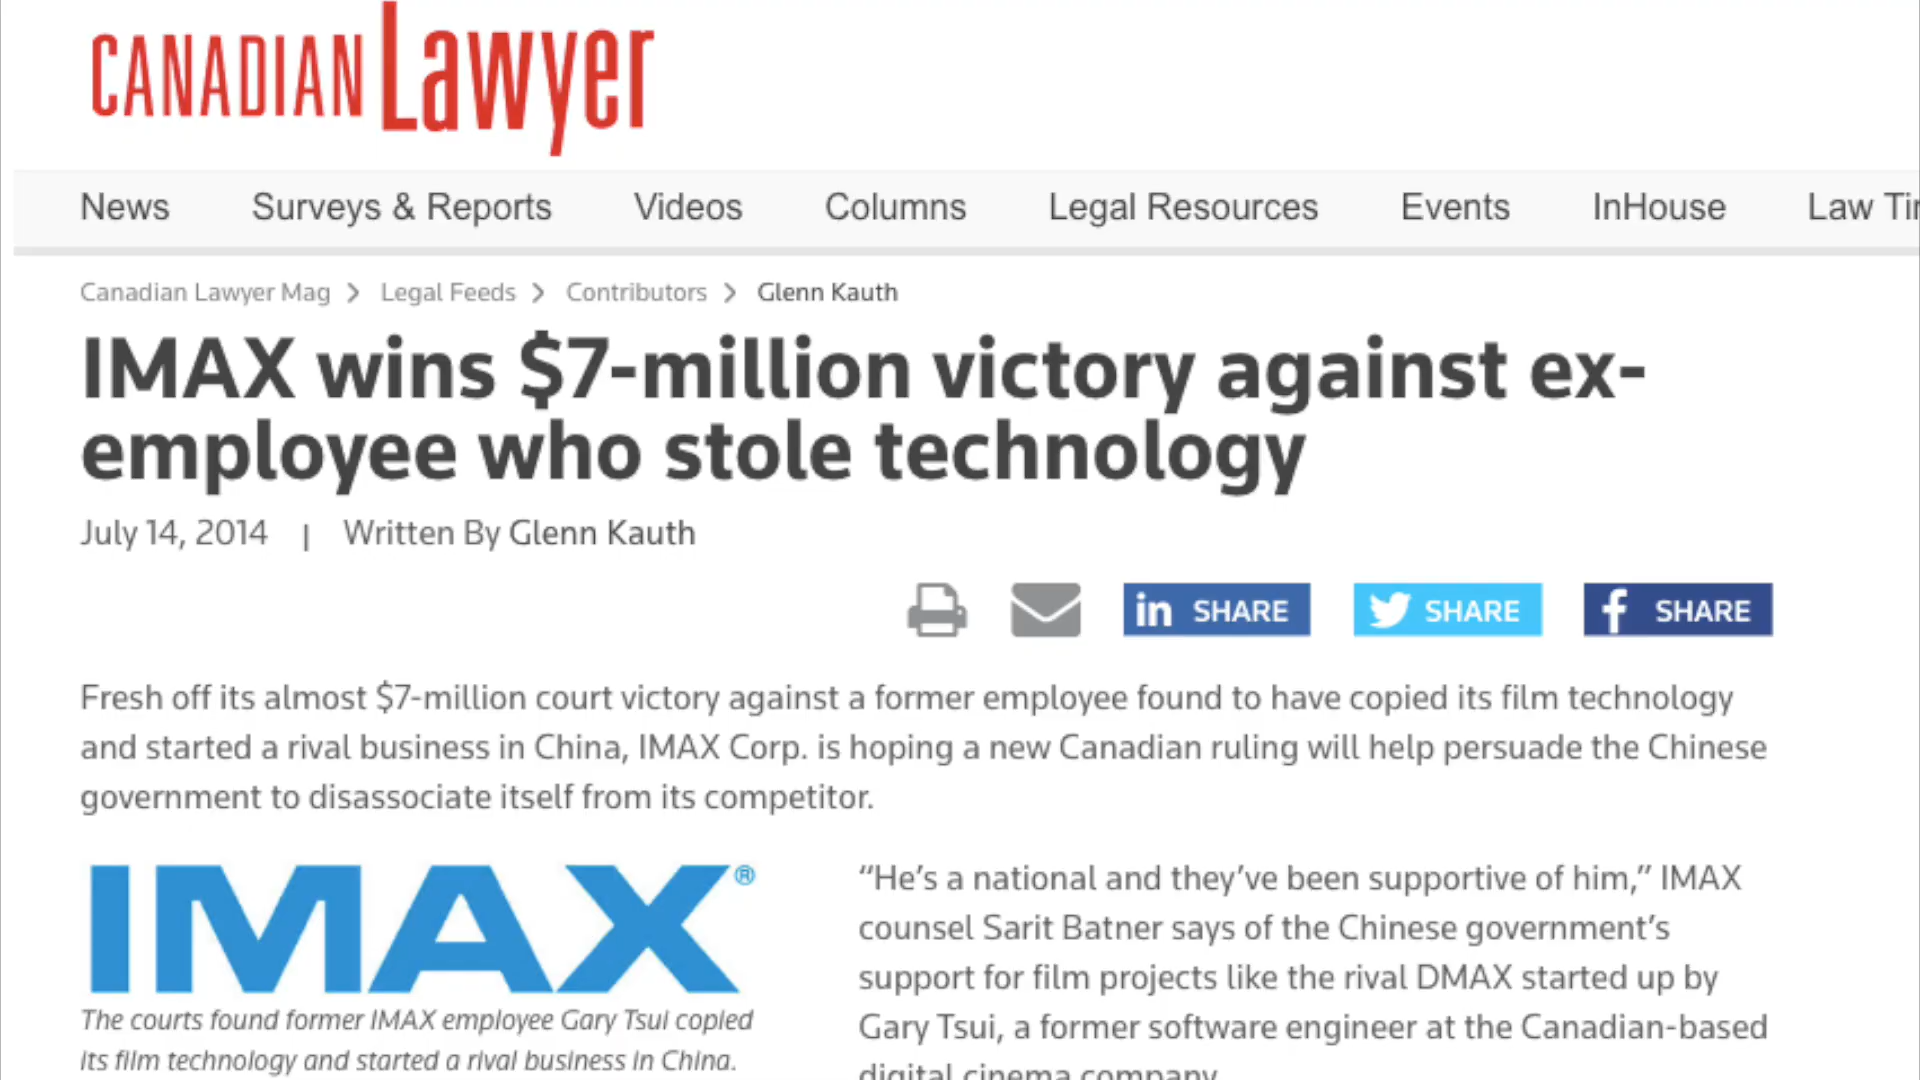 CANADIAN Lawyer
News Surveys & Reports Videos Columns Legal Resources Events InHouse Law
Canadian Lawyer Mag > Legal Feeds > Contributors > Glenn Kauth
IMAX wins $7-million victory against ex-
employee who stole technology
July 14, 2014 | Written By Glenn Kauth
in SHARE SHARE f SHARE
Fresh off its almost $7-million court victory against a former employee found to have copied its film technology
and started a rival business in China, IMAX Corp. is hoping a new Canadian ruling will help persuade the Chinese
government to disassociate itself from its competitor.
IMAX®
The courts found former IMAX employee Gary Tsui copied
its film technology and started a rival business in China.
“He’s a national and they’ve been supportive of him,” IMAX
counsel Sarit Batner says of the Chinese government’s
support for film projects like the rival DMAX started up by
Gary Tsui, a former software engineer at the Canadian-based
digital cinema company